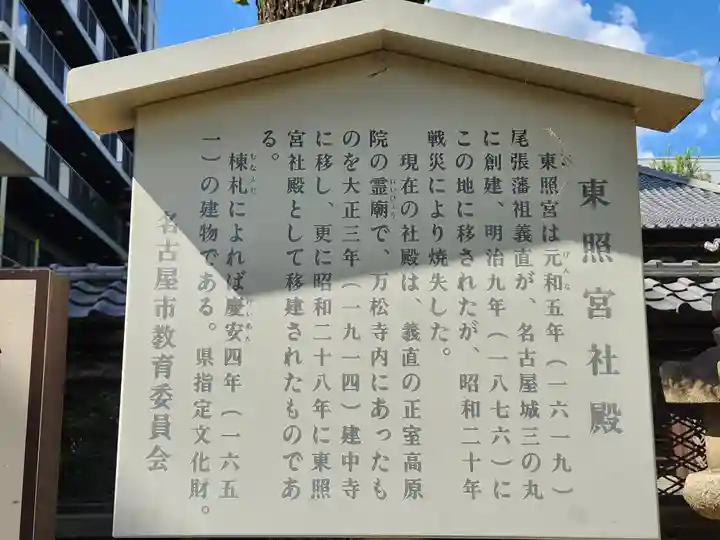 東照宮社殿
東照宮は元和五年（一六一九）
尾張藩祖義直が、名古屋城三の丸
に創建、明治九年（一八七六）に
この地に移されたが、昭和二十年
戦災により焼失した。
現在の社殿は、義直の正室高原
院の霊廟で、万松寺内にあったも
のを大正三年（一九一四）建中寺
に移し、更に昭和二十八年に東照
宮社殿として移建されたものであ
る。
棟札によれば慶安四年（一六五
一）の建物である。県指定文化財。
名古屋市教育委員会